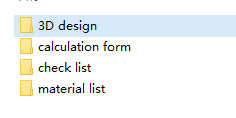 3D design
calculation form
check list
material list